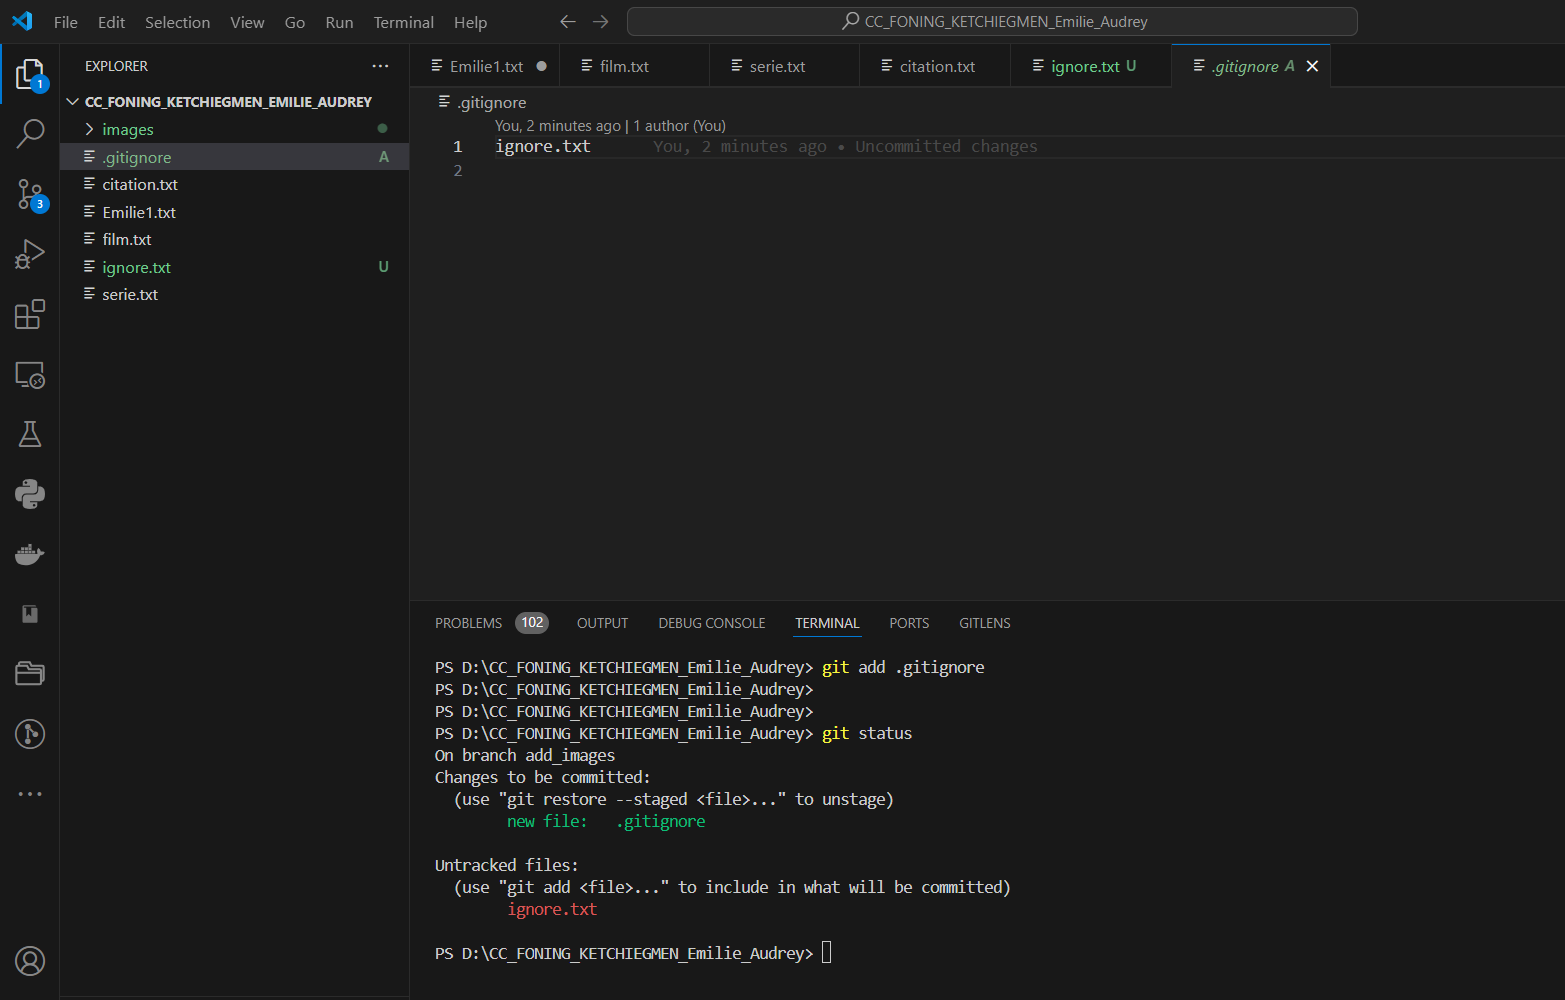 File Edit Selection View Go Run Terminal Help
CC_FONING_KETCHIEGMEN_Emilie_Audrey
1
3
EXPLORER
CC_FONING_KETCHIEGMEN_EMILIE_AUDREY
images
.gitignore A
citation.txt
Emilie1.txt
film.txt
ignore.txt U
serie.txt
Emilie1.txt film.txt serie.txt citation.txt ignore.txt U .gitignore A
.gitignore
You, 2 minutes ago | 1 author (You)
1 ignore.txt You, 2 minutes ago • Uncommitted changes
2
PROBLEMS 102 OUTPUT DEBUG CONSOLE TERMINAL PORTS GITLENS
PS D:\CC_FONING_KETCHIEGMEN_Emilie_Audrey> git add .gitignore
PS D:\CC_FONING_KETCHIEGMEN_Emilie_Audrey>
PS D:\CC_FONING_KETCHIEGMEN_Emilie_Audrey>
PS D:\CC_FONING_KETCHIEGMEN_Emilie_Audrey> git status
On branch add_images
Changes to be committed:
  (use "git restore --staged <file>..." to unstage)
        new file:   .gitignore

Untracked files:
  (use "git add <file>..." to include in what will be committed)
        ignore.txt

PS D:\CC_FONING_KETCHIEGMEN_Emilie_Audrey>